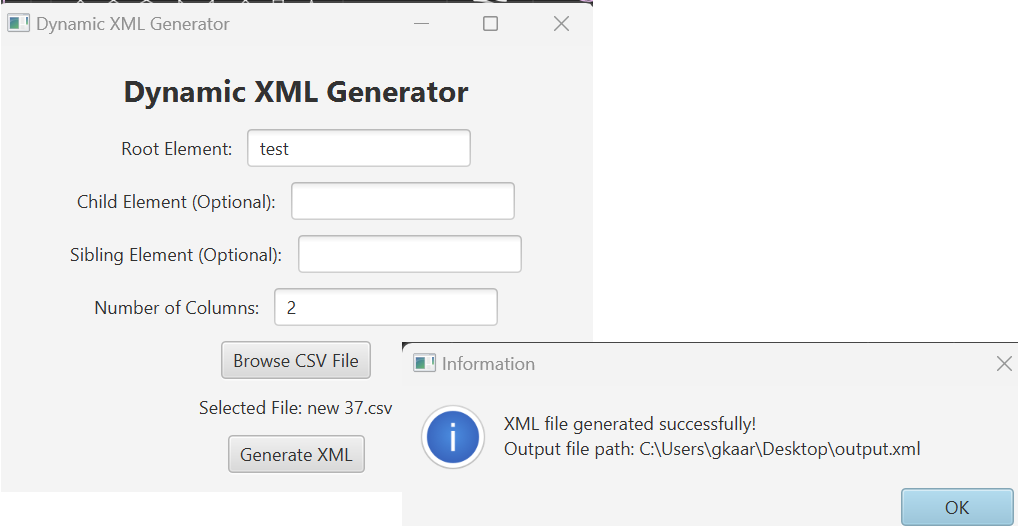 Dynamic XML Generator
Dynamic XML Generator
Root Element: test
Child Element (Optional):
Sibling Element (Optional):
Number of Columns: 2
Browse CSV File
Selected File: new 37.csv
Generate XML
Information
XML file generated successfully!
Output file path: C:\Users\gkaar\Desktop\output.xml
OK